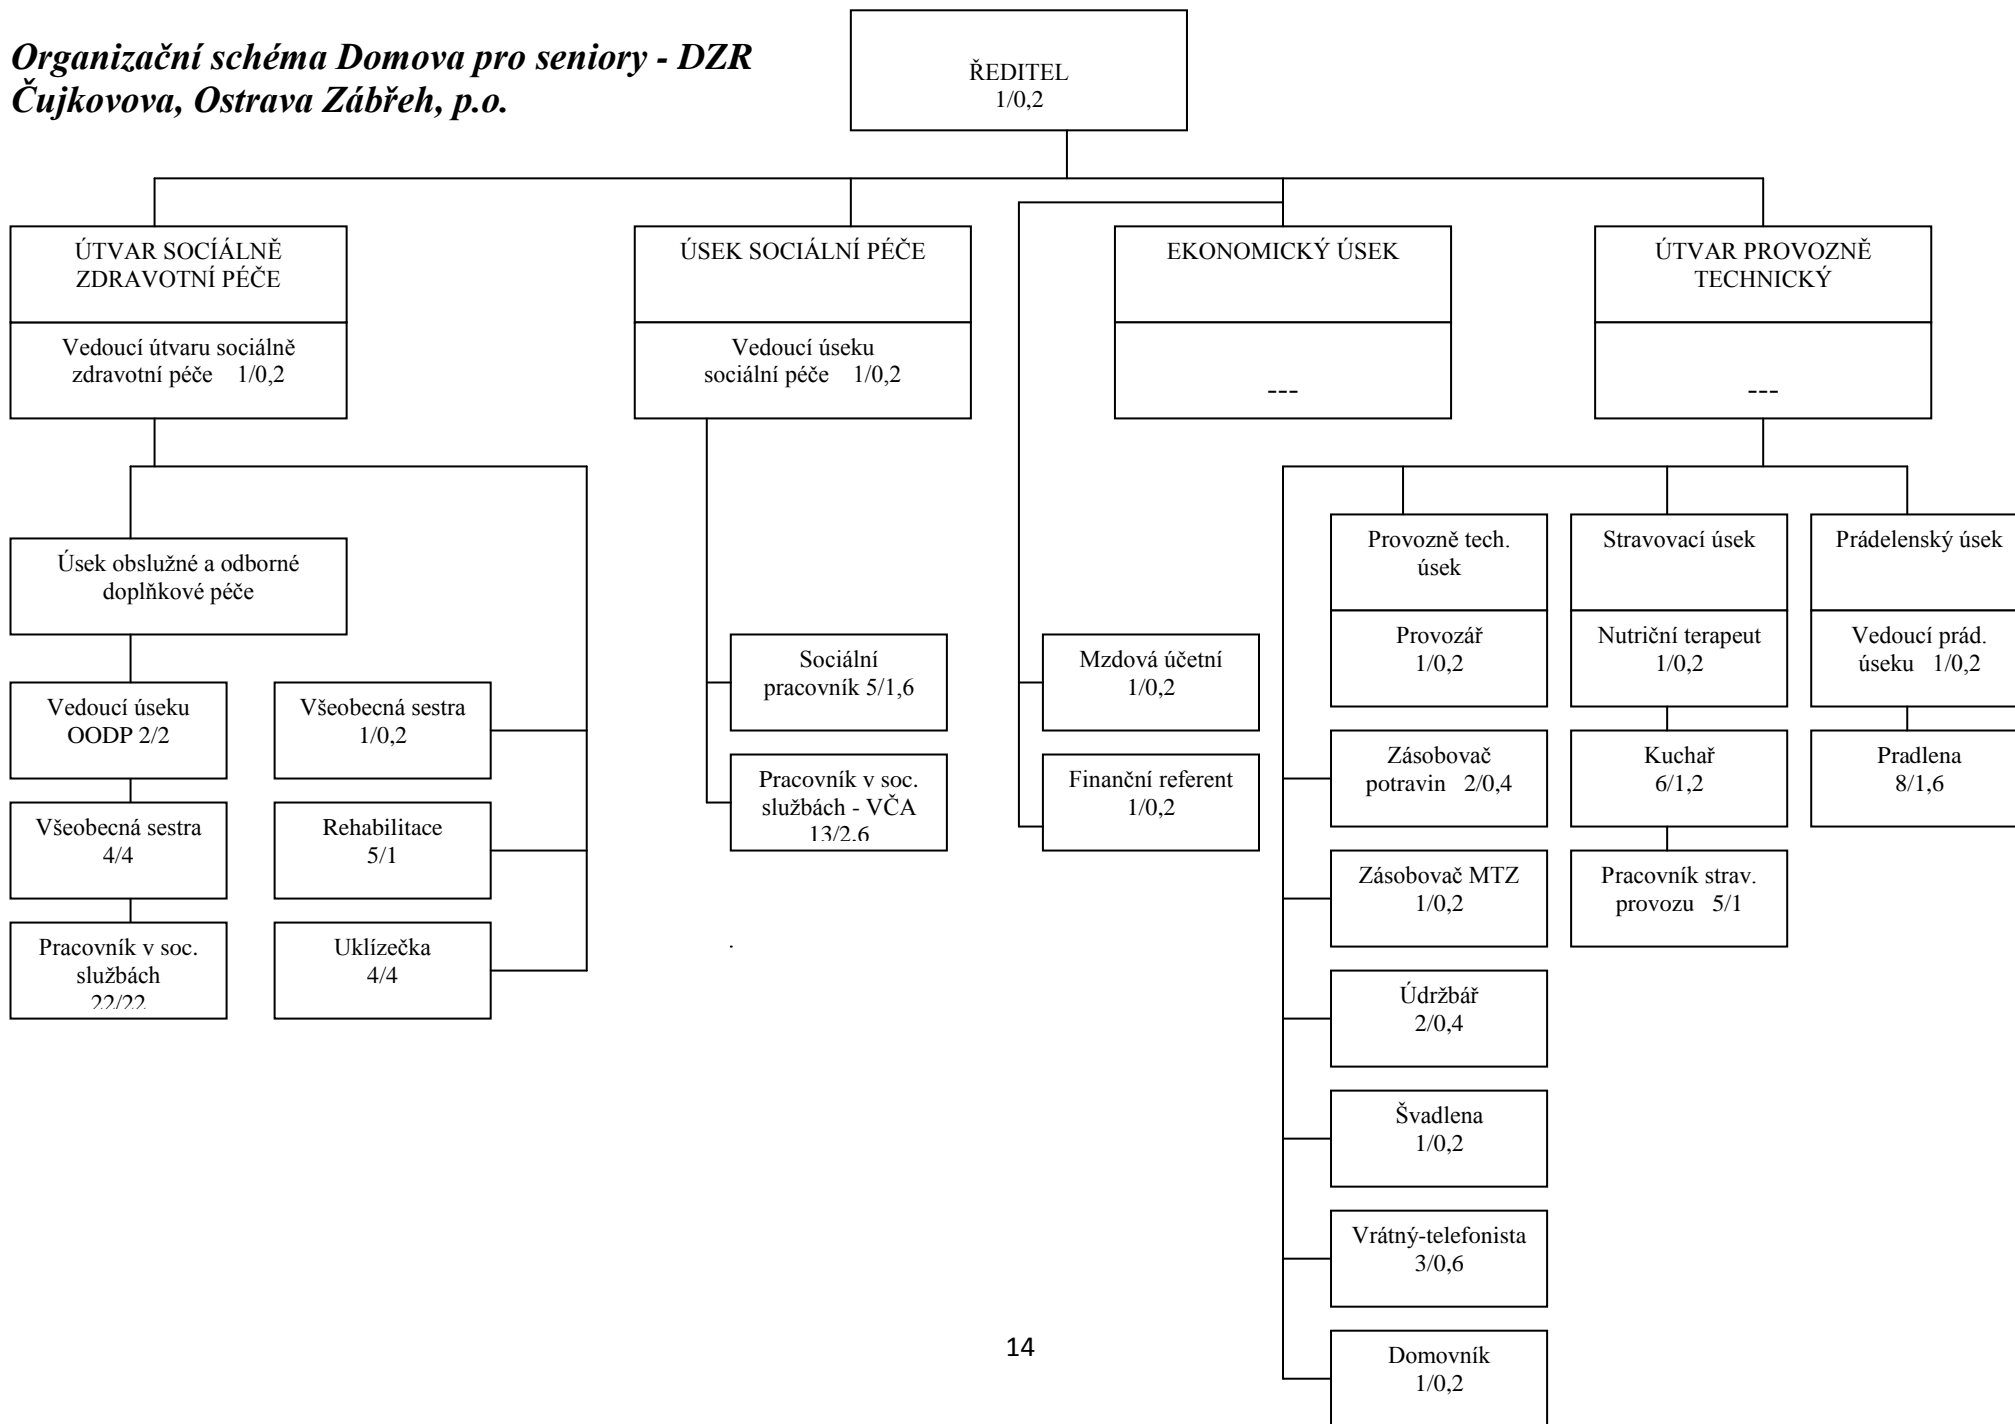 Organizační schéma Domova pro seniory - DZR
Čujkovova, Ostrava Zábřeh, p.o.
ŘEDITEL
1/0,2
ÚTVAR SOCÍÁLNĚ
ZDRAVOTNÍ PÉČE
Vedoucí útvaru sociálně
zdravotní péče 1/0,2
ÚSEK SOCIÁLNÍ PÉČE
Vedoucí úseku
sociální péče 1/0,2
EKONOMICKÝ ÚSEK
---
ÚTVAR PROVOZNĚ
TECHNICKÝ
---
Úsek obslužné a odborné
doplňkové péče
Vedoucí úseku
OODP 2/2
Všeobecná sestra
4/4
Pracovník v soc.
službách
22/22
Všeobecná sestra
1/0,2
Rehabilitace
5/1
Uklízečka
4/4
Sociální
pracovník 5/1,6
Pracovník v soc.
službách - VČA
13/2,6
.
Mzdová účetní
1/0,2
Finanční referent
1/0,2
Provozně tech.
úsek
Provozář
1/0,2
Zásobovač
potravin 2/0,4
Zásobovač MTZ
1/0,2
Údržbář
2/0,4
Švadlena
1/0,2
Vrátný-telefonista
3/0,6
Domovník
1/0,2
Stravovací úsek
Nutriční terapeut
1/0,2
Kuchař
6/1,2
Pracovník strav.
provozu 5/1
Prádelenský úsek
Vedoucí prád.
úseku 1/0,2
Pradlena
8/1,6
14